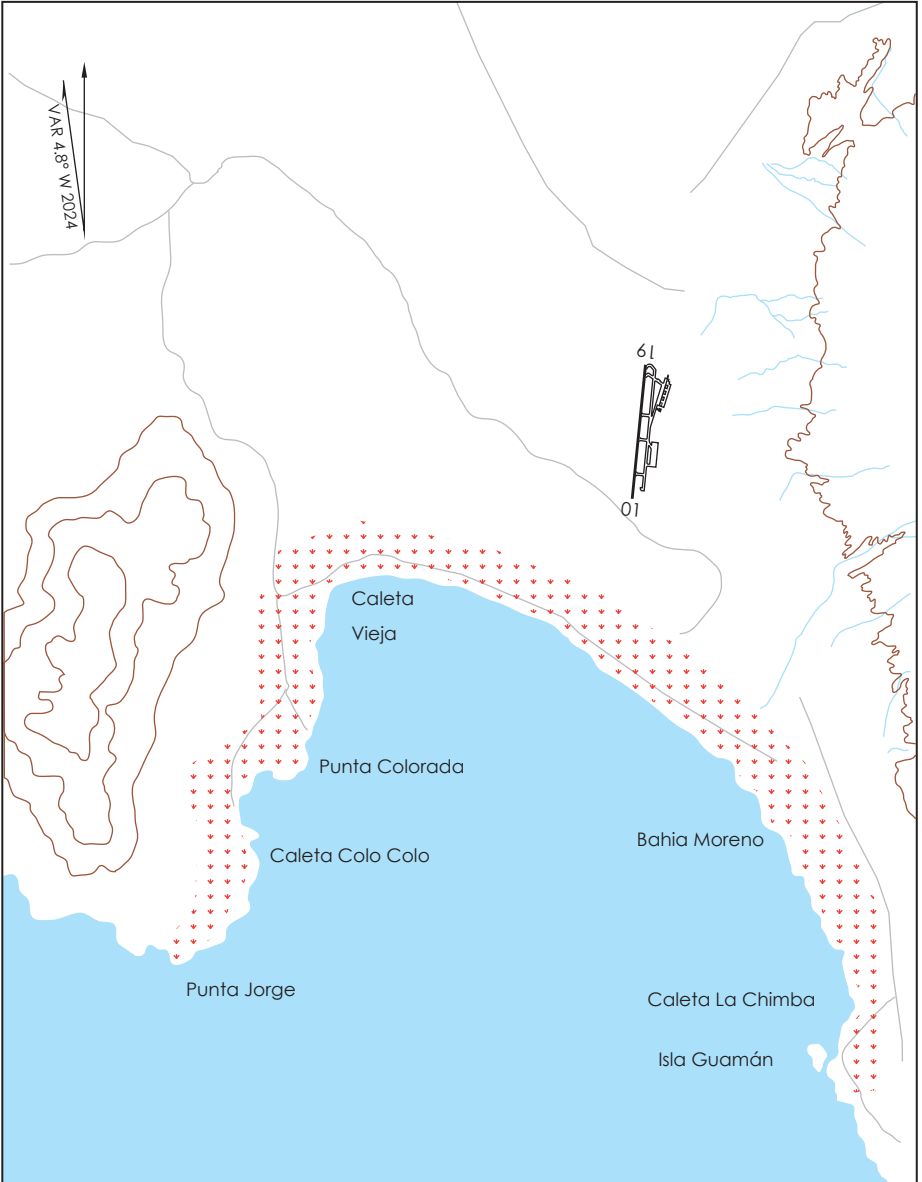 VAR 4.8° W 2024
19
01
Caleta
Vieja
Punta Colorada
Bahia Moreno
Caleta Colo Colo
Punta Jorge
Caleta La Chimba
Isla Guamán